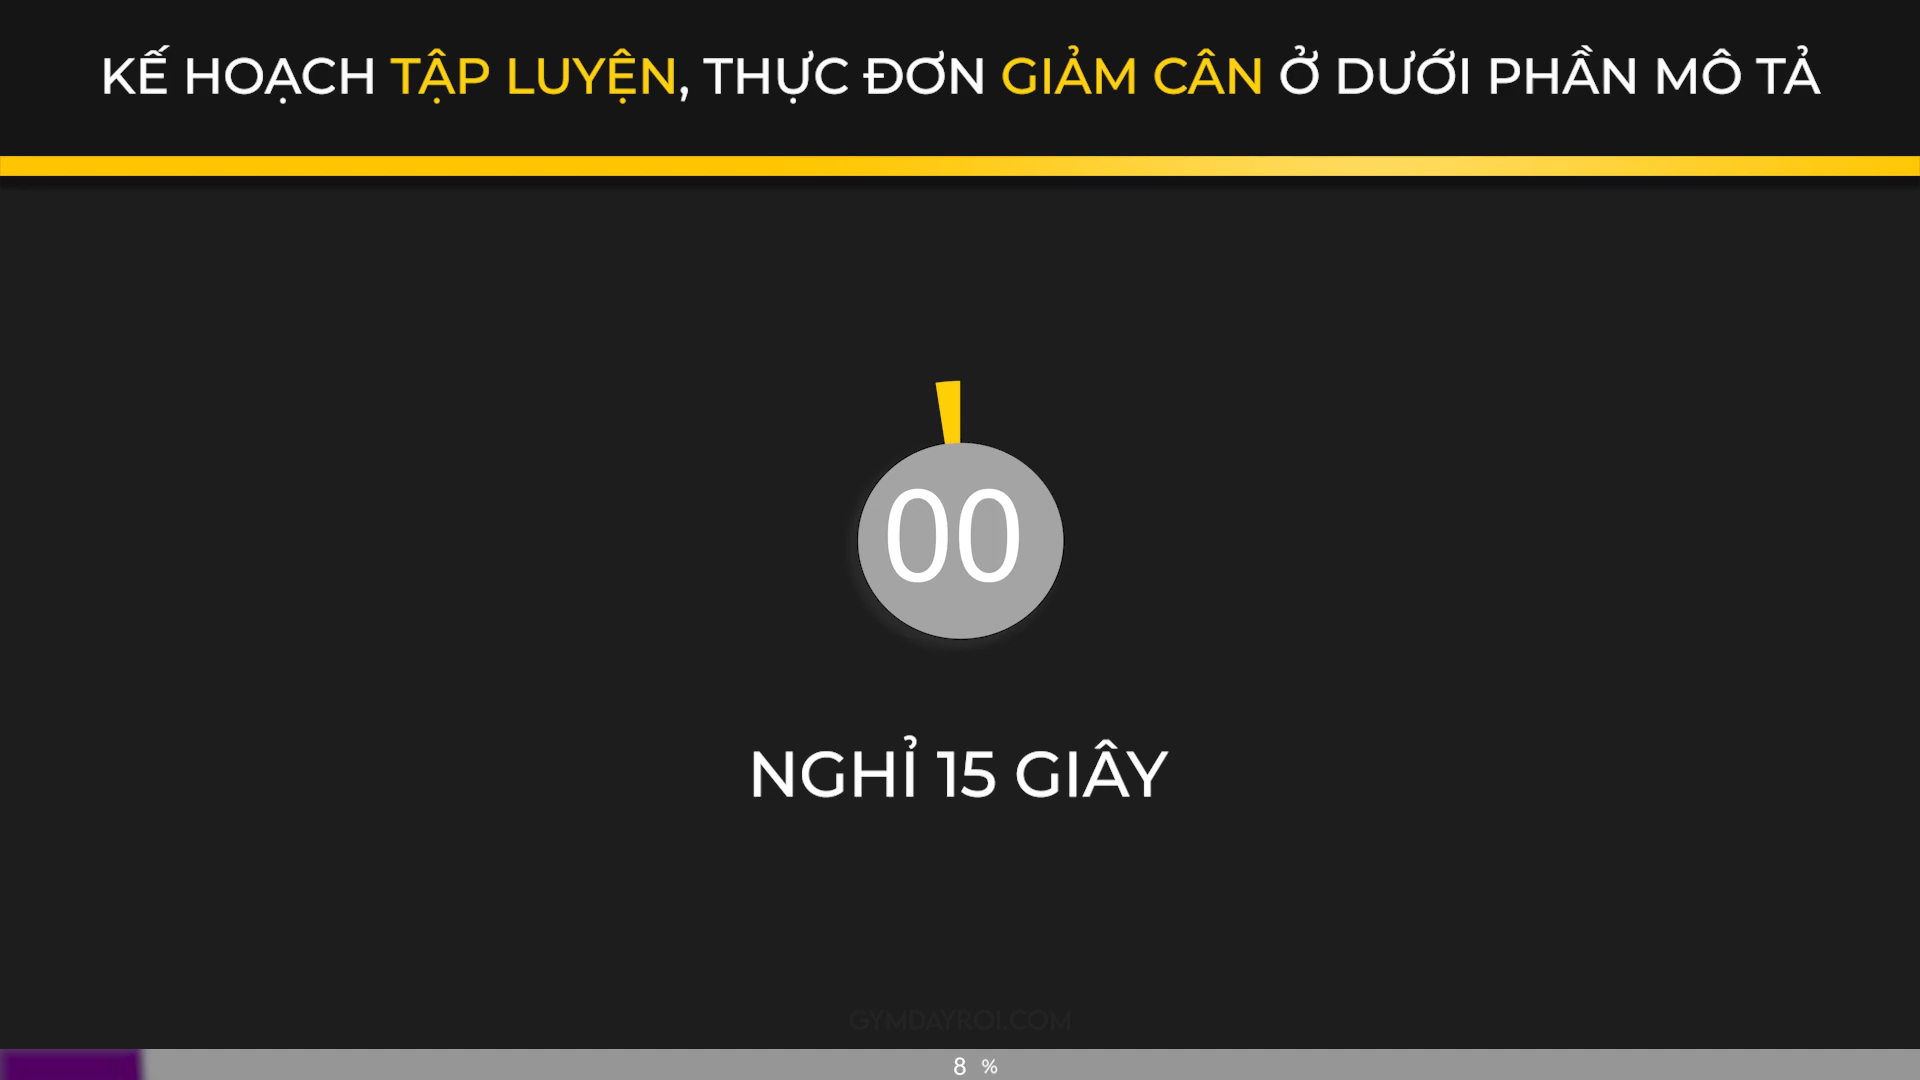 KẾ HOẠCH TẬP LUYỆN, THỰC ĐƠN GIẢM CÂN Ở DƯỚI PHẦN MÔ TẢ
00
NGHỈ 15 GIÂY
GYMDAYROI.COM
8 %